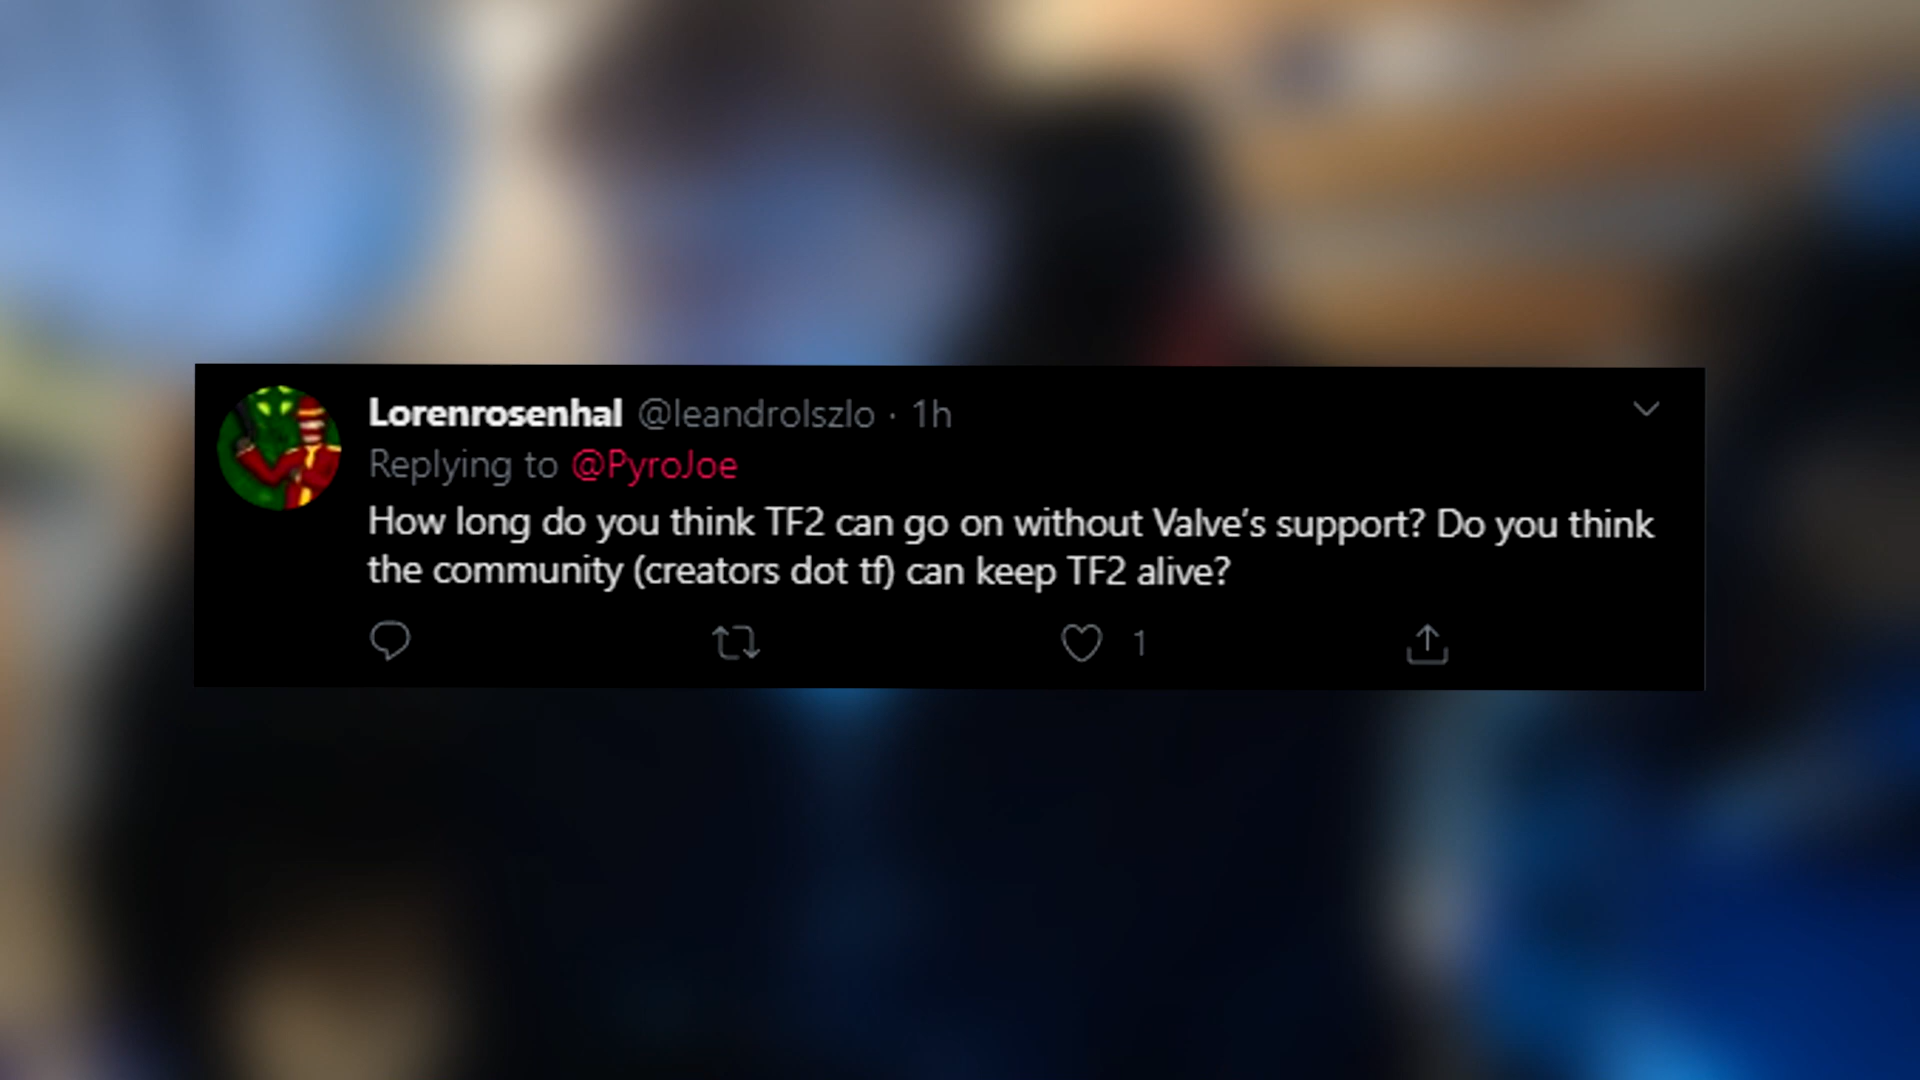 Lorenrosenhal @leandrolszlo · 1h
Replying to @PyroJoe
How long do you think TF2 can go on without Valve’s support? Do you think
the community (creators dot tf) can keep TF2 alive?
1